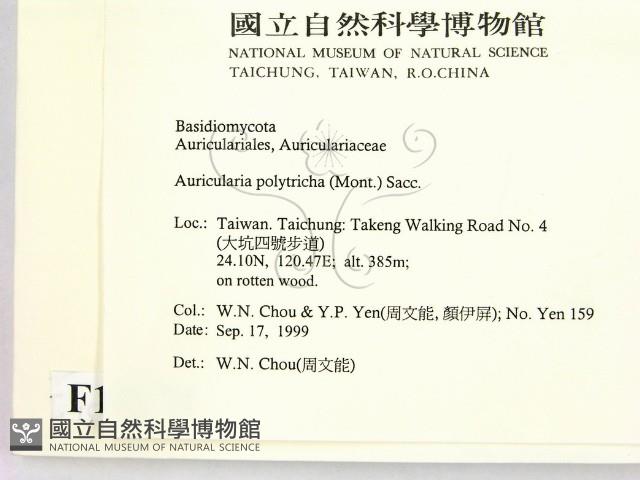 國立自然科學博物館
NATIONAL MUSEUM OF NATURAL SCIENCE
TAICHUNG, TAIWAN, R.O.CHINA
Basidiomycota
Auriculariales, Auriculariaceae
Auricularia polytricha (Mont.) Sacc.
Loc.: Taiwan. Taichung: Takeng Walking Road No. 4
(大坑四號步道)
24.10N, 120.47E; alt. 385m;
on rotten wood.
Col.: W.N. Chou & Y.P. Yen(周文能, 顏伊屏); No. Yen 159
Date: Sep. 17, 1999
Det.: W.N. Chou(周文能)
F1
國立自然科學博物館
NATIONAL MUSEUM OF NATURAL SCIENCE